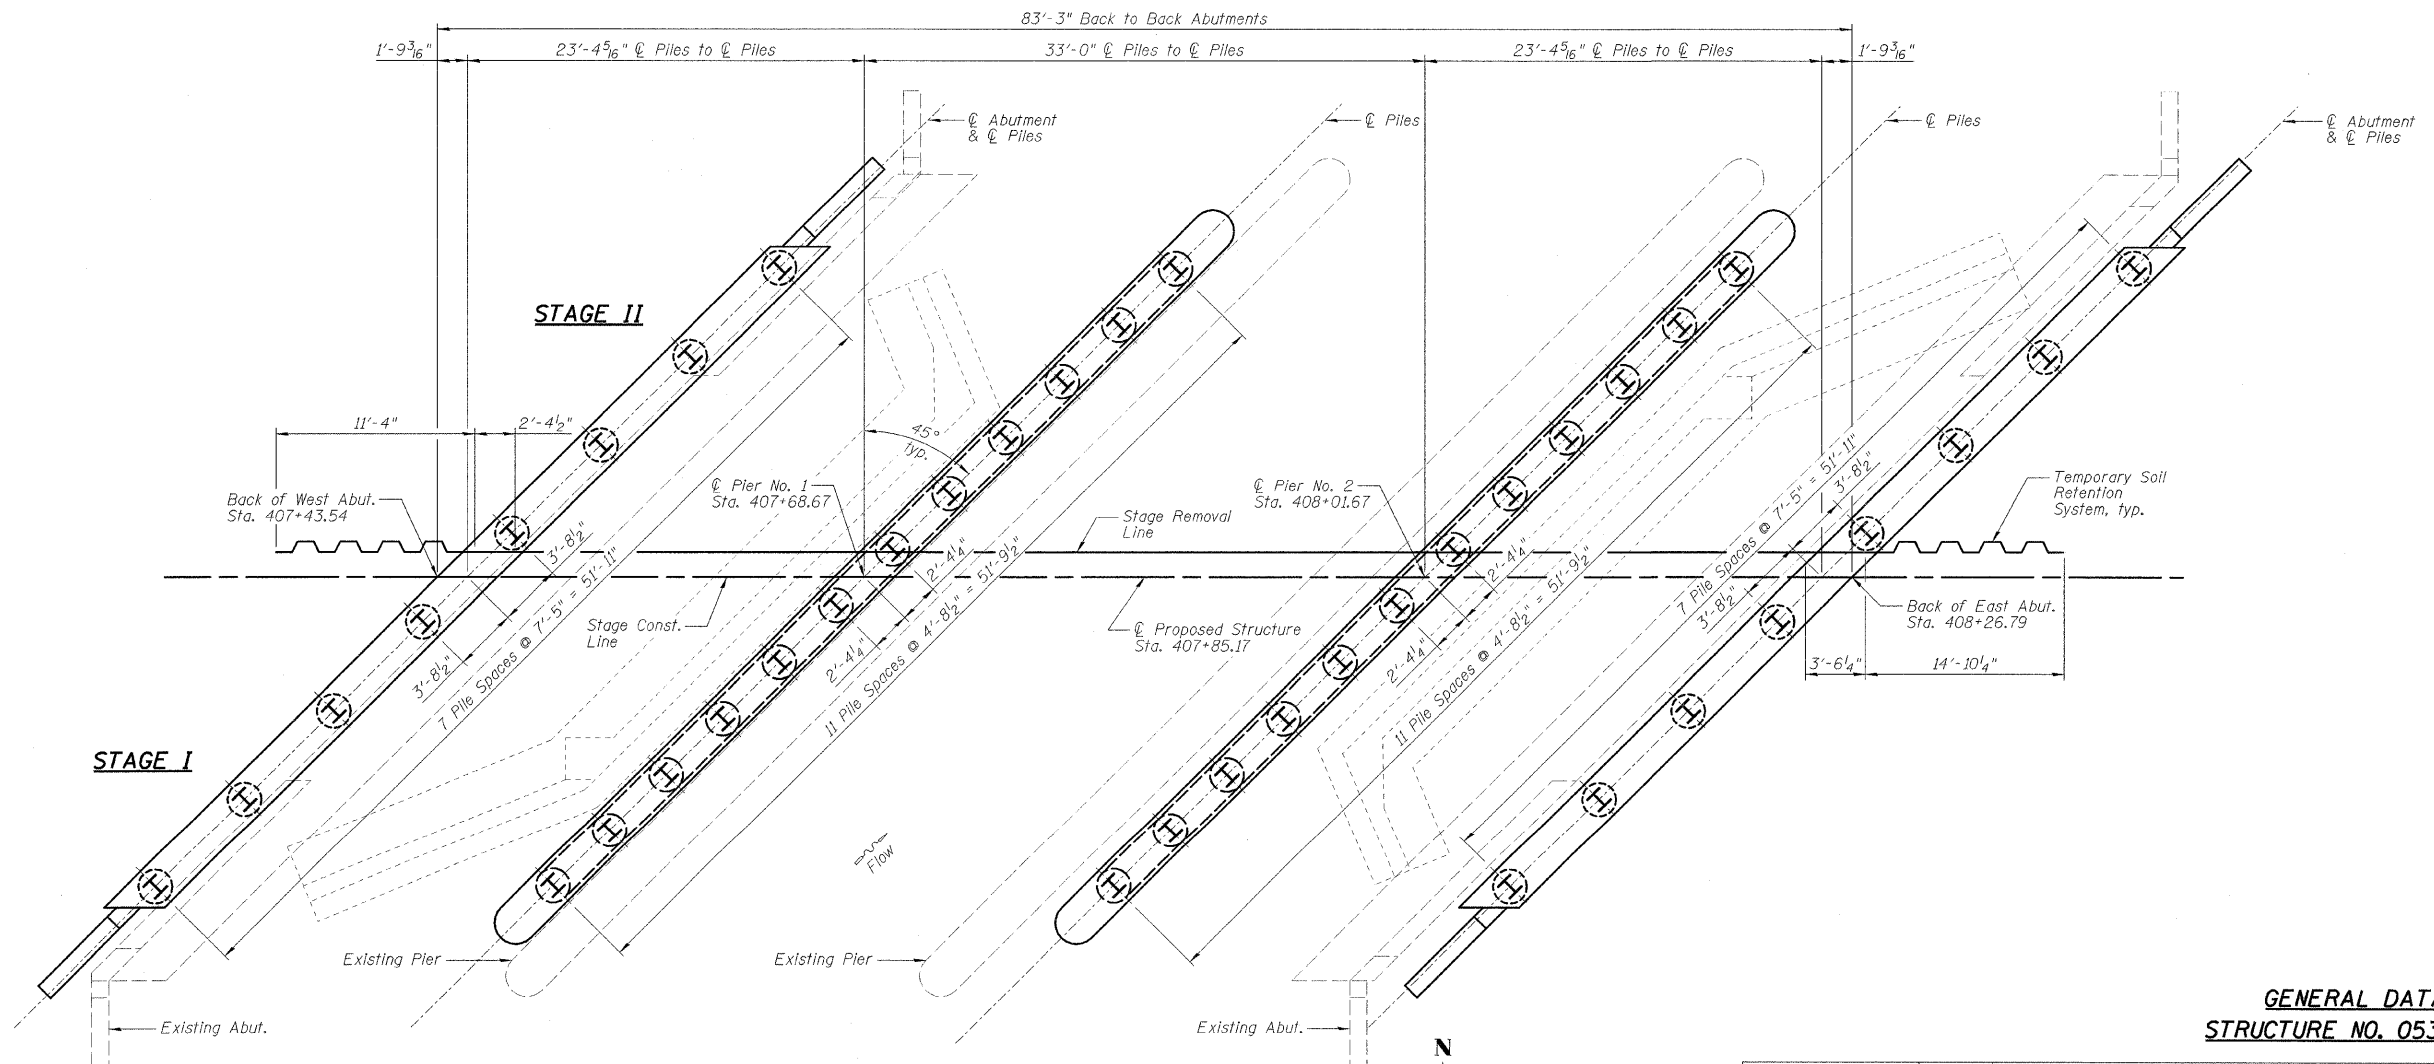 83'-3" Back to Back Abutments
1'-9 3/16"
23'-4 5/16" ℄ Piles to ℄ Piles
33'-0" ℄ Piles to ℄ Piles
23'-4 5/16" ℄ Piles to ℄ Piles
1'-9 3/16"
℄ Abutment
& ℄ Piles
℄ Piles
℄ Piles
℄ Abutment
& ℄ Piles
STAGE II
11'-4"
2'-4 1/2"
45°
typ.
Back of West Abut.
Sta. 407+43.54
℄ Pier No. 1
Sta. 407+68.67
Stage Removal
Line
℄ Pier No. 2
Sta. 408+01.67
Temporary Soil
Retention
System, typ.
3'-8 1/2"
3'-8 1/2"
7 Pile Spaces @ 7'-5" = 51'-11"
Stage Const.
Line
2'-4 1/4"
2'-4 1/4"
11 Pile Spaces @ 4'-8 1/2" = 51'-9 1/2"
℄ Proposed Structure
Sta. 407+85.17
2'-4 1/4"
2'-4 1/4"
11 Pile Spaces @ 4'-8 1/2" = 51'-9 1/2"
3'-8 1/2"
3'-8 1/2"
7 Pile Spaces @ 7'-5" = 51'-11"
Back of East Abut.
Sta. 408+26.79
3'-6 1/4"
14'-10 1/4"
STAGE I
Flow
Existing Pier
Existing Pier
Existing Abut.
Existing Abut.
N
GENERAL DAT
STRUCTURE NO. 053